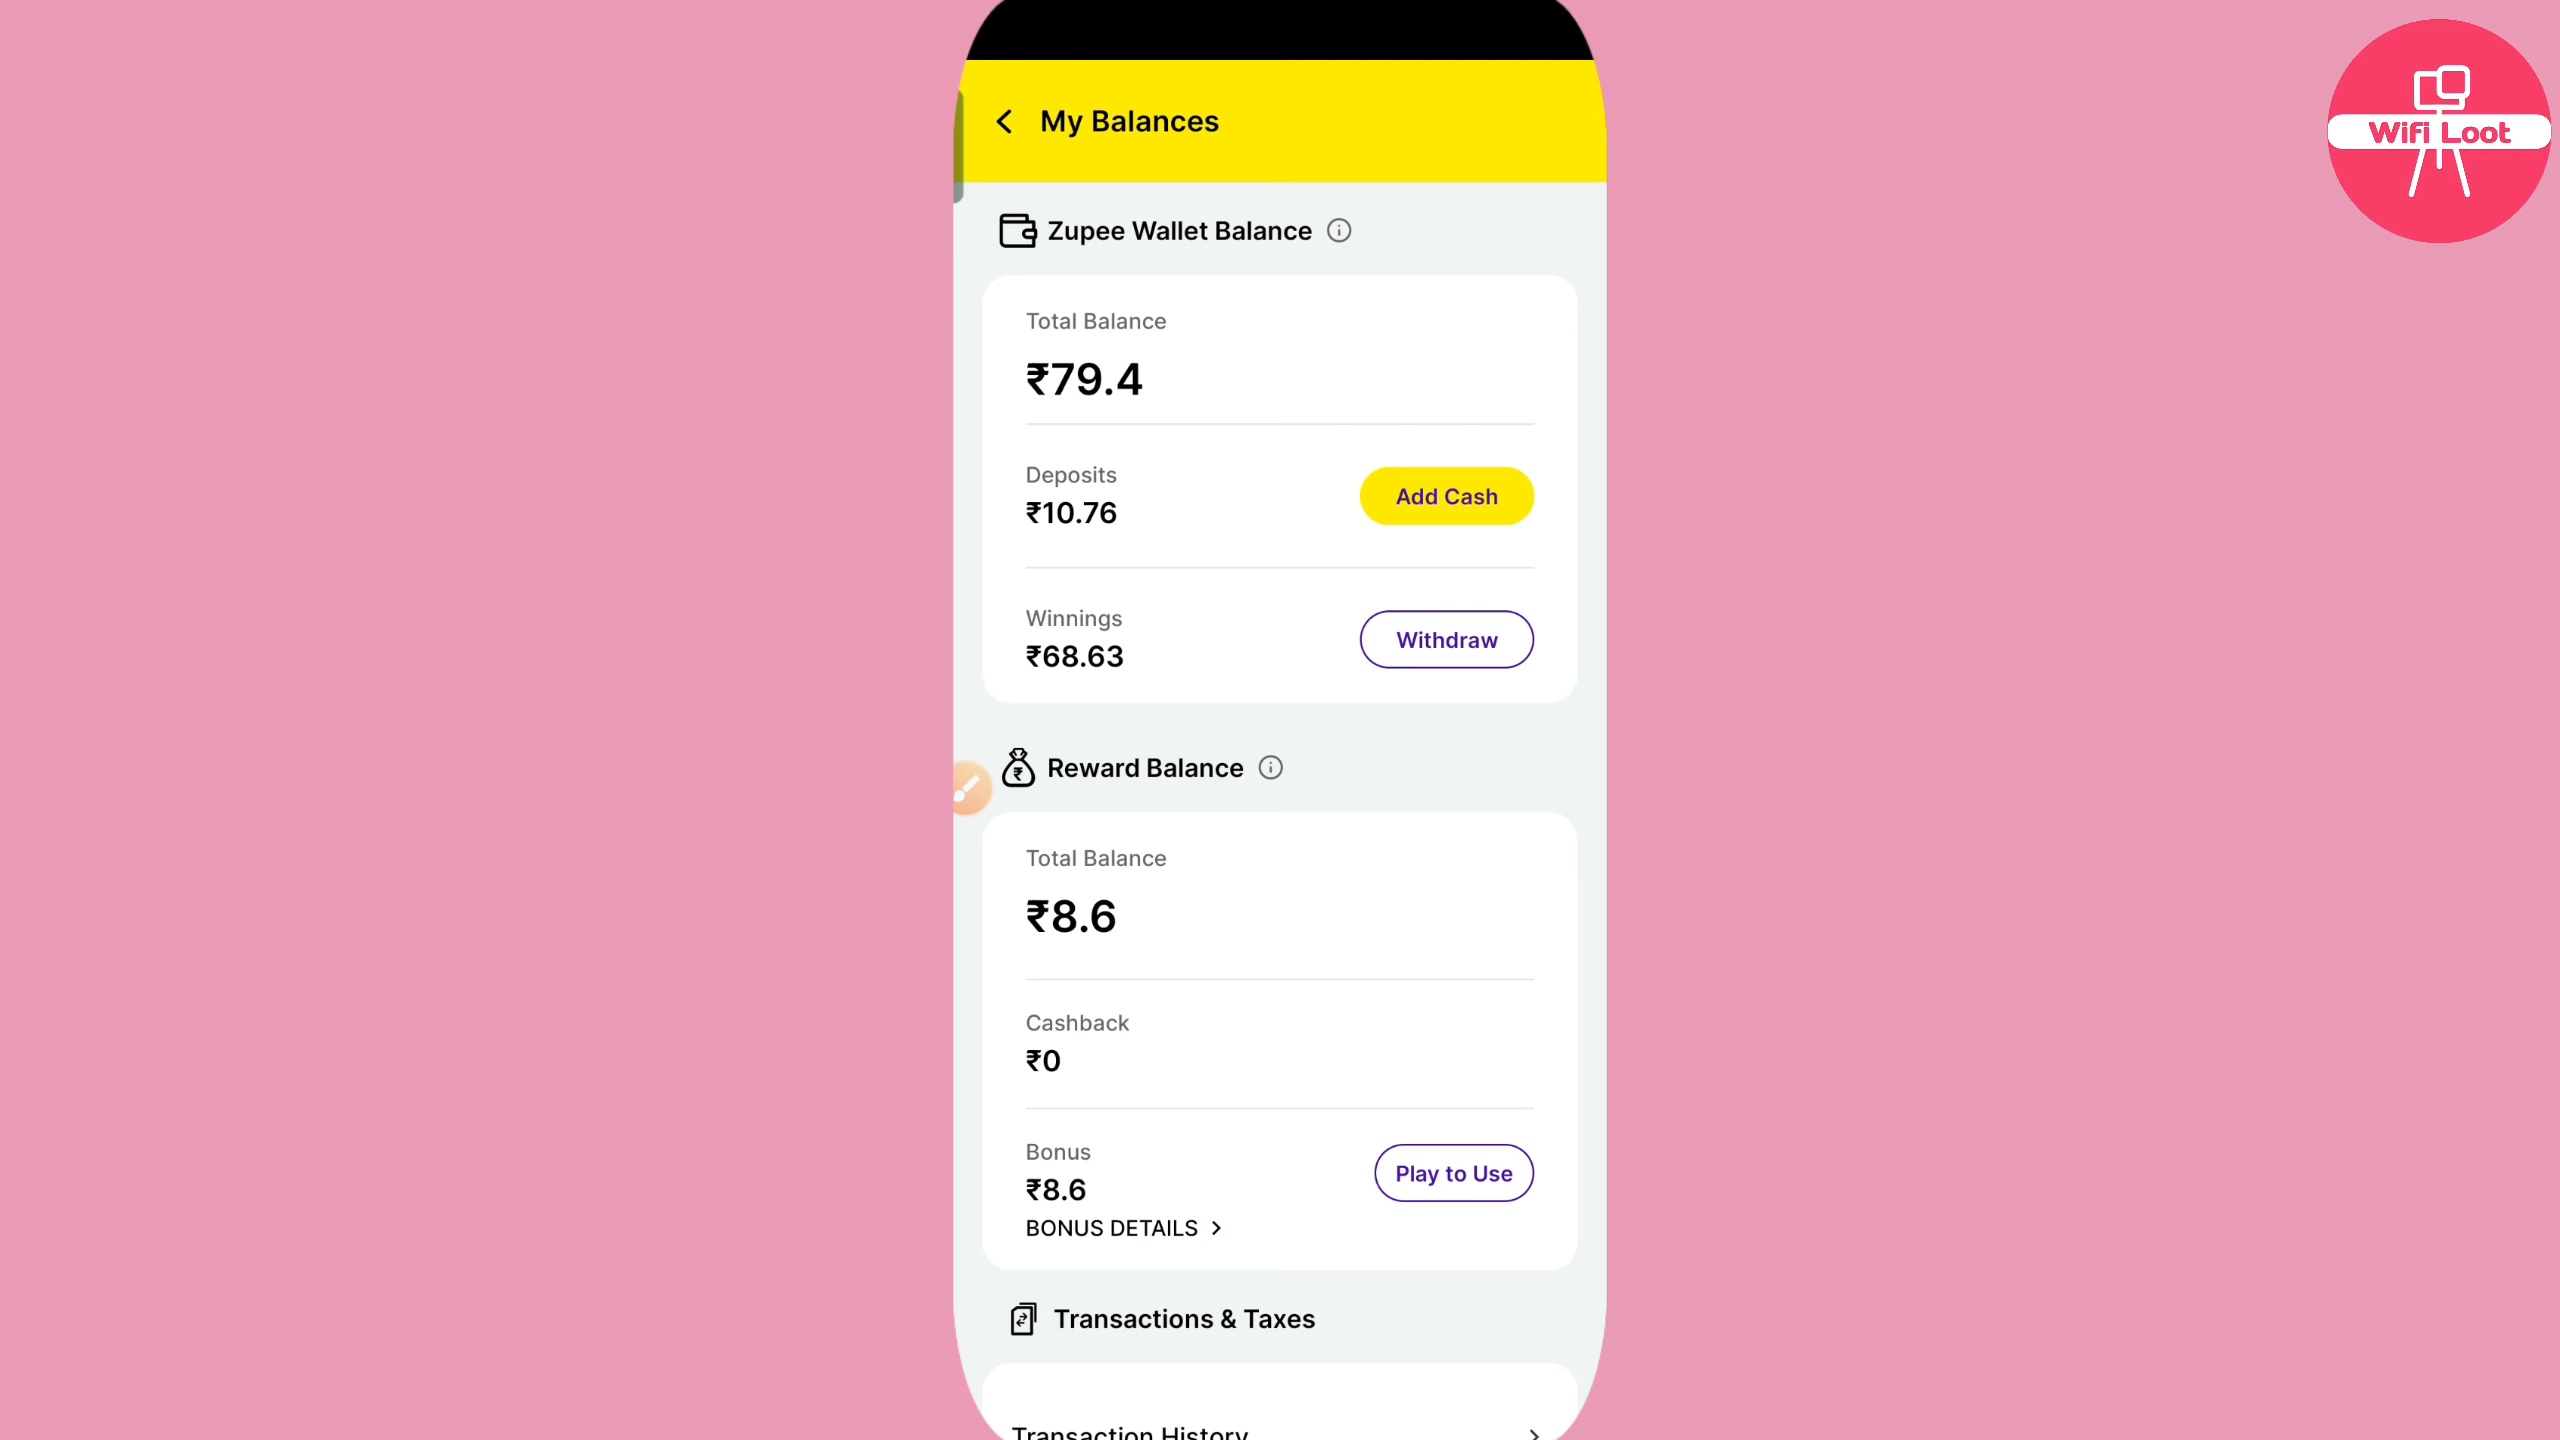 My Balances
WiFi Loot
Zupee Wallet Balance
Total Balance
₹79.4
Deposits
₹10.76
Add Cash
Winnings
₹68.63
Withdraw
Reward Balance
Total Balance
₹8.6
Cashback
₹0
Bonus
₹8.6
Play to Use
BONUS DETAILS
Transactions & Taxes
Transaction History